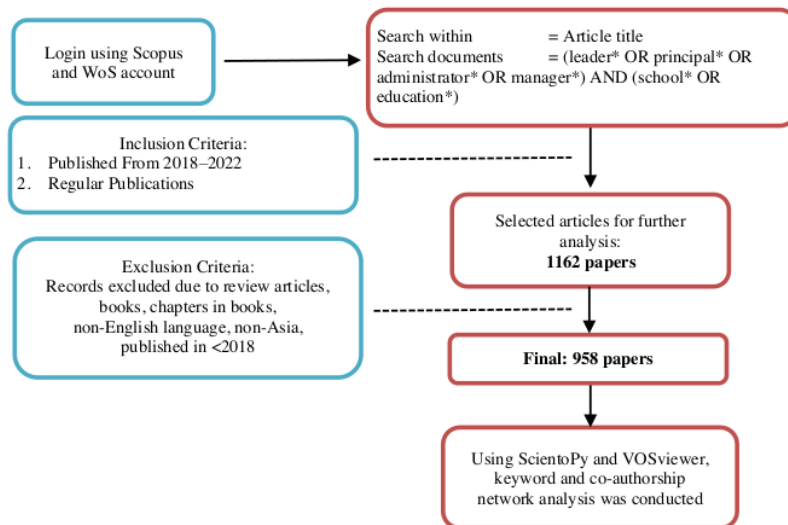 Login using Scopus
and WoS account
Search within = Article title
Search documents = (leader* OR principal* OR
administrator* OR manager*) AND (school* OR
education*)
Inclusion Criteria:
1. Published From 2018–2022
2. Regular Publications
Selected articles for further
analysis:
1162 papers
Exclusion Criteria:
Records excluded due to review articles,
books, chapters in books,
non-English language, non-Asia,
published in <2018
Final: 958 papers
Using ScientoPy and VOSviewer,
keyword and co-authorship
network analysis was conducted